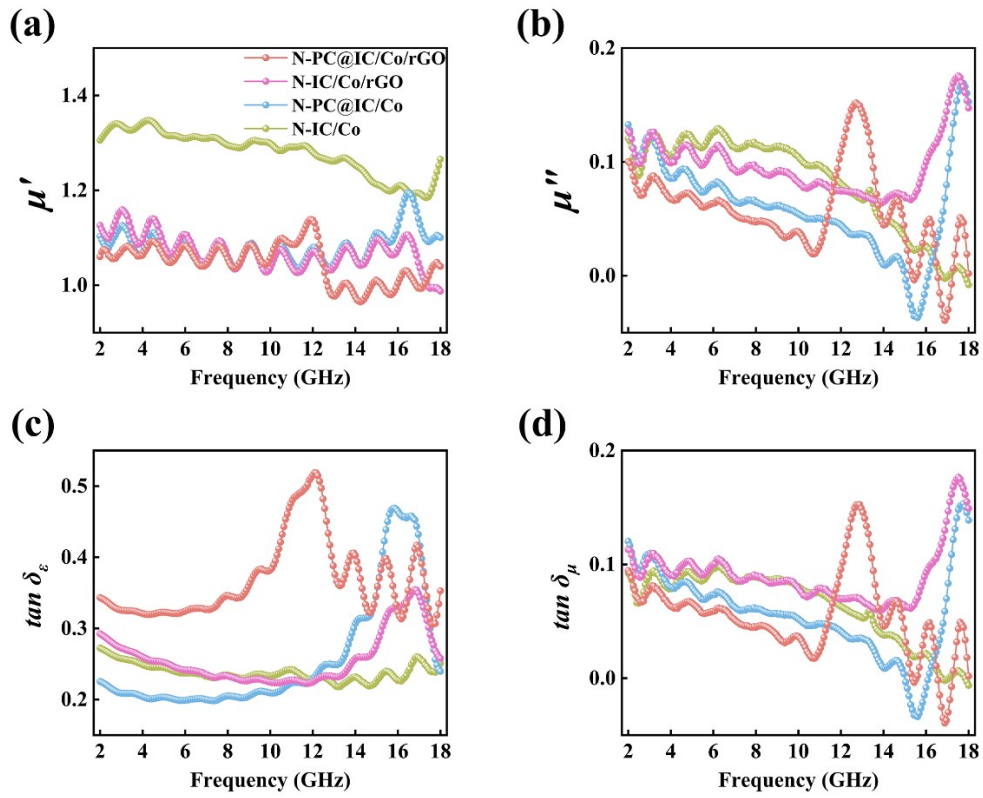 (a)
μ′
1.4
1.2
1.0
N-PC@IC/Co/rGO
N-IC/Co/rGO
N-PC@IC/Co
N-IC/Co
2 4 6 8 10 12 14 16 18
Frequency (GHz)
(b)
μ″
0.2
0.1
0.0
2 4 6 8 10 12 14 16 18
Frequency (GHz)
(c)
tan δε
0.5
0.4
0.3
0.2
2 4 6 8 10 12 14 16 18
Frequency (GHz)
(d)
tan δμ
0.2
0.1
0.0
2 4 6 8 10 12 14 16 18
Frequency (GHz)